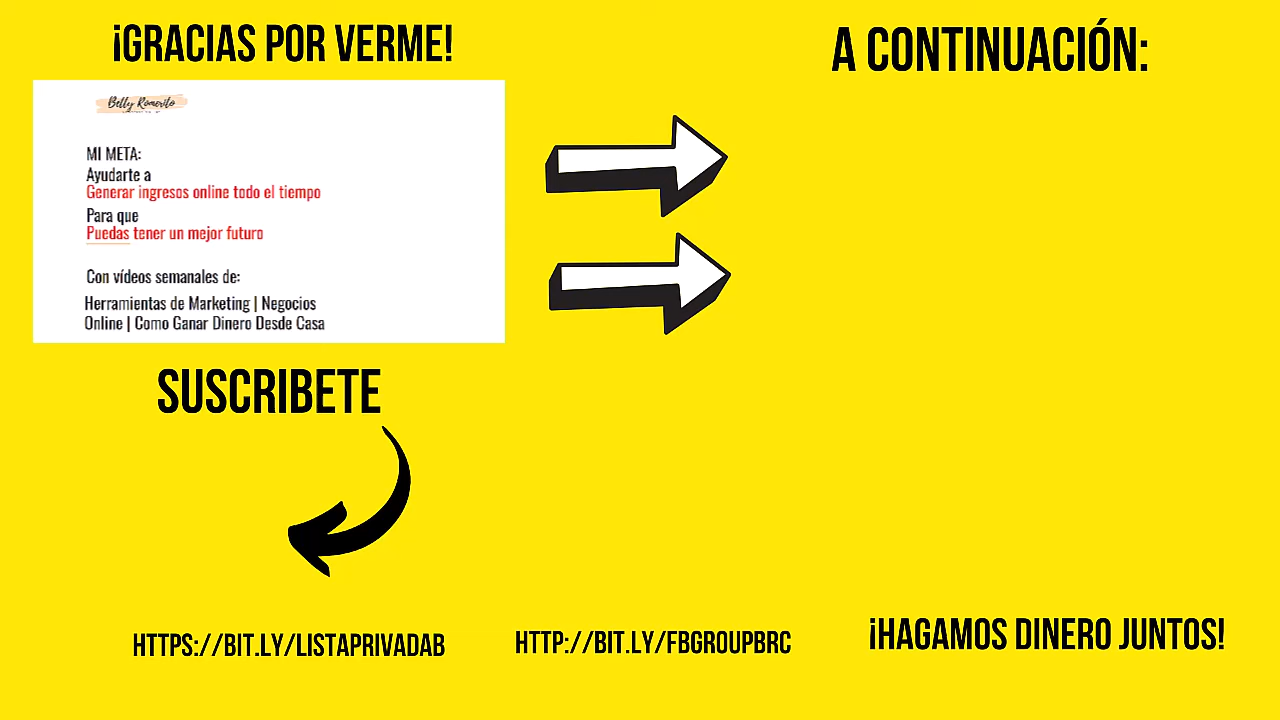 ¡GRACIAS POR VERME!
A CONTINUACIÓN:
Belly Romerito
MI META:
Ayudarte a
Generar ingresos online todo el tiempo
Para que
Puedas tener un mejor futuro
Con vídeos semanales de:
Herramientas de Marketing | Negocios
Online | Como Ganar Dinero Desde Casa
SUSCRIBETE
HTTPS://BIT.LY/LISTAPRIVADAB
HTTP://BIT.LY/FBGROUPBRC
¡HAGAMOS DINERO JUNTOS!